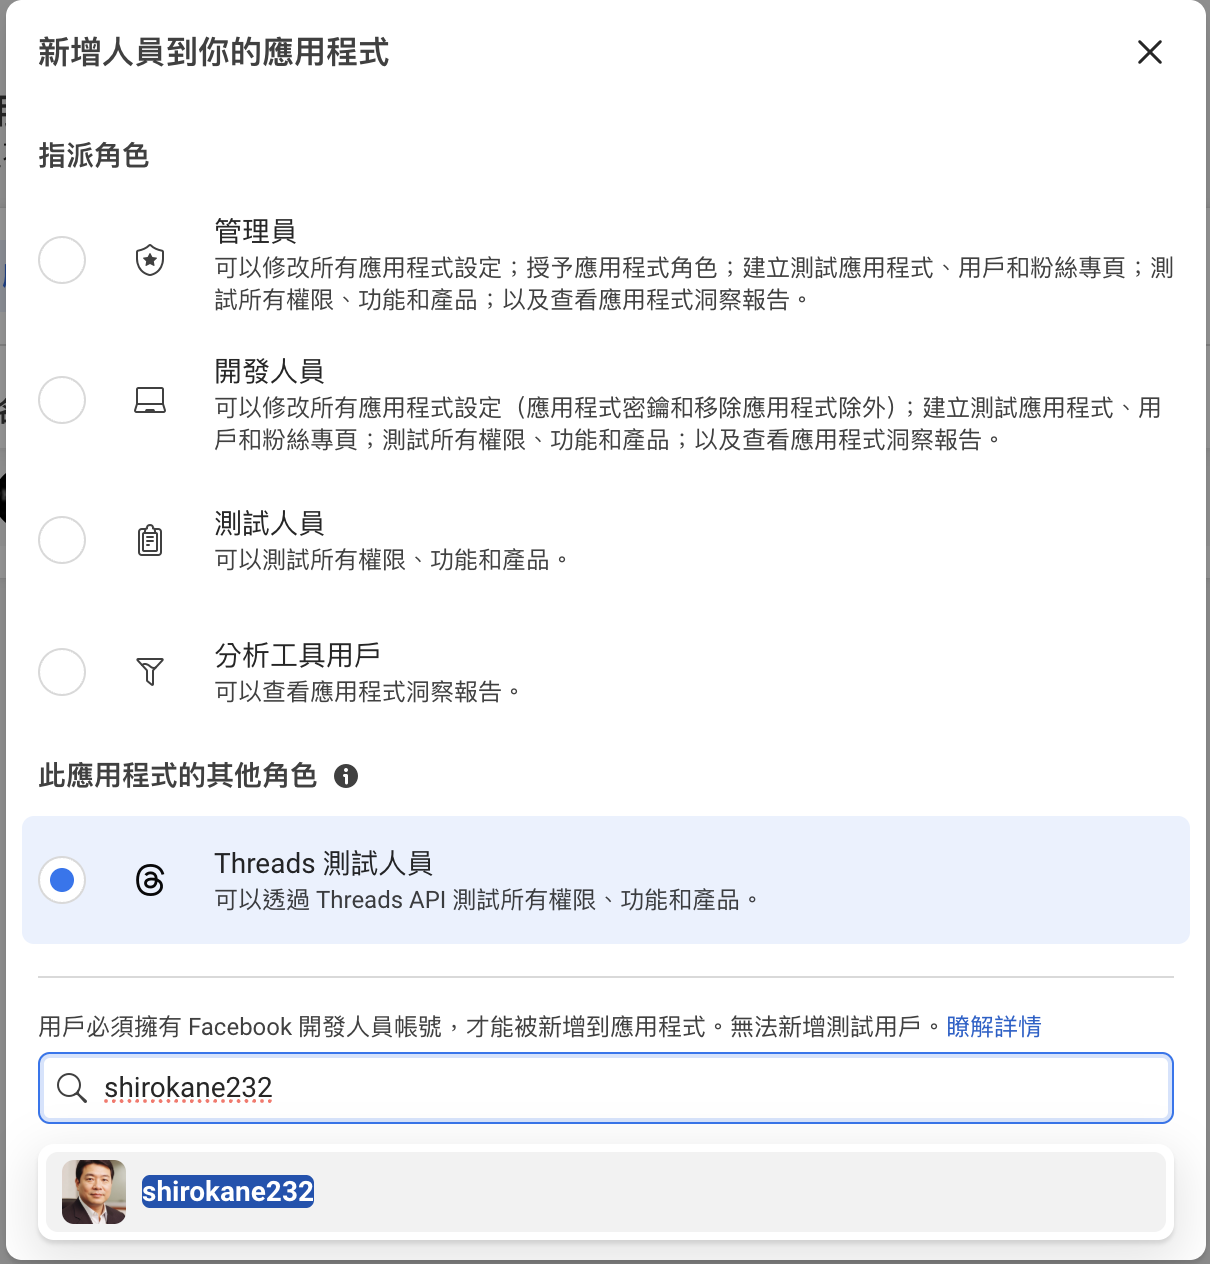 新增人員到你的應用程式
指派角色
管理員
可以修改所有應用程式設定；授予應用程式角色；建立測試應用程式、用戶和粉絲專頁；測
試所有權限、功能和產品；以及查看應用程式洞察報告。
開發人員
可以修改所有應用程式設定（應用程式密鑰和移除應用程式除外）；建立測試應用程式、用
戶和粉絲專頁；測試所有權限、功能和產品；以及查看應用程式洞察報告。
測試人員
可以測試所有權限、功能和產品。
分析工具用戶
可以查看應用程式洞察報告。
此應用程式的其他角色
Threads 測試人員
可以透過 Threads API 測試所有權限、功能和產品。
用戶必須擁有 Facebook 開發人員帳號，才能被新增到應用程式。無法新增測試用戶。瞭解詳情
shirokane232
shirokane232